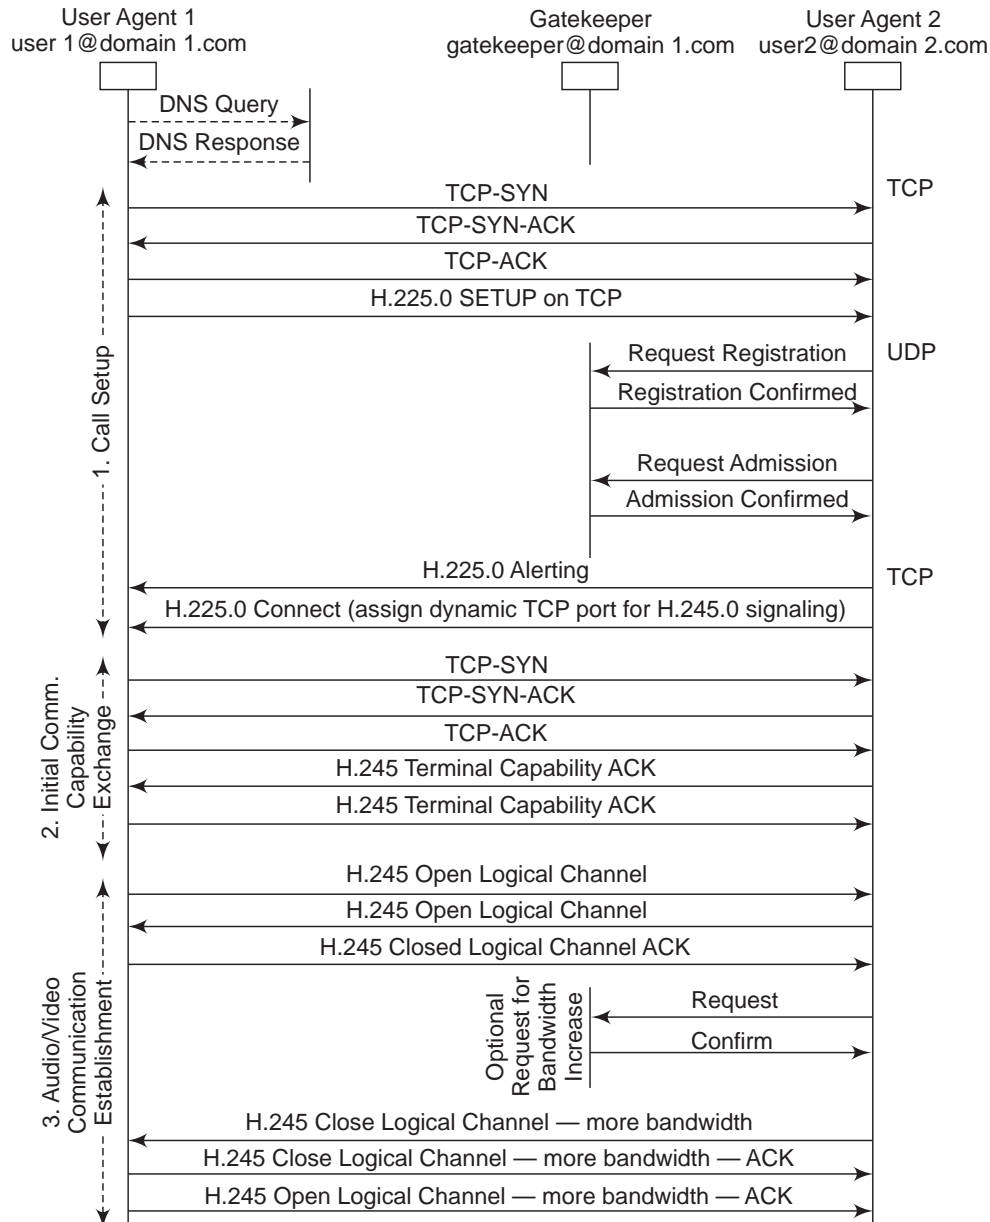 User Agent 1
user 1@domain 1.com
Gatekeeper
gatekeeper@domain 1.com
User Agent 2
user2@domain 2.com
DNS Query
DNS Response
TCP-SYN
TCP
TCP-SYN-ACK
TCP-ACK
H.225.0 SETUP on TCP
1. Call Setup
Request Registration
UDP
Registration Confirmed
Request Admission
Admission Confirmed
H.225.0 Alerting
TCP
H.225.0 Connect (assign dynamic TCP port for H.245.0 signaling)
2. Initial Comm.
Capability
Exchange
TCP-SYN
TCP-SYN-ACK
TCP-ACK
H.245 Terminal Capability ACK
H.245 Terminal Capability ACK
3. Audio/Video
Communication
Establishment
H.245 Open Logical Channel
H.245 Open Logical Channel
H.245 Closed Logical Channel ACK
Optional
Request for
Bandwidth
Increase
Request
Confirm
H.245 Close Logical Channel — more bandwidth
H.245 Close Logical Channel — more bandwidth — ACK
H.245 Open Logical Channel — more bandwidth — ACK